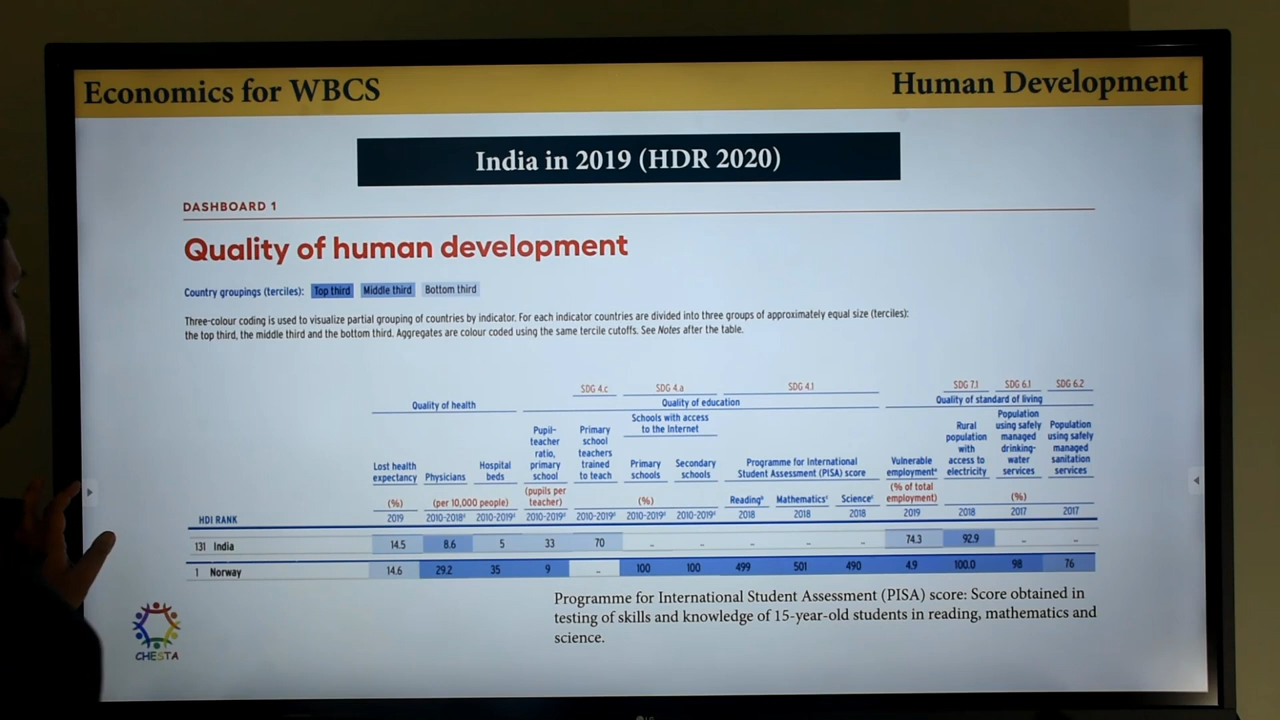 Economics for WBCS
Human Development
India in 2019 (HDR 2020)
DASHBOARD 1
Quality of human development
Country groupings (terciles): Top third Middle third Bottom third
Three-colour coding is used to visualize partial grouping of countries by indicator. For each indicator countries are divided into three groups of approximately equal size (terciles):
the top third, the middle third and the bottom third. Aggregates are colour coded using the same tercile cutoffs. See Notes after the table.
SDG 4.c SDG 4.a SDG 4.1 SDG 7.1 SDG 6.1 SDG 6.2
Quality of health Quality of education Quality of standard of living
Lost health expectancy
Physicians
Hospital beds
Pupil-teacher ratio, primary school
Primary school teachers trained to teach
Schools with access to the Internet
Primary schools
Secondary schools
Programme for International
Student Assessment (PISA) score
Vulnerable employment
Rural population with access to electricity
Population using safely managed drinking-water services
Population using safely managed sanitation services
(%) (per 10,000 people) (pupils per teacher) (%) Reading Mathematics Science (% of total employment) (%)
HDI RANK 2019 2010-2018 2010-2019 2010-2019 2010-2019 2010-2019 2010-2019 2018 2018 2018 2019 2018 2017 2017
131 India 14.5 8.6 5 33 70 – – – – – 74.3 92.9 – –
1 Norway 14.6 29.2 35 9 – 100 100 499 501 490 4.9 100.0 98 76
Programme for International Student Assessment (PISA) score: Score obtained in
testing of skills and knowledge of 15-year-old students in reading, mathematics and
science.
CHESTA
LG